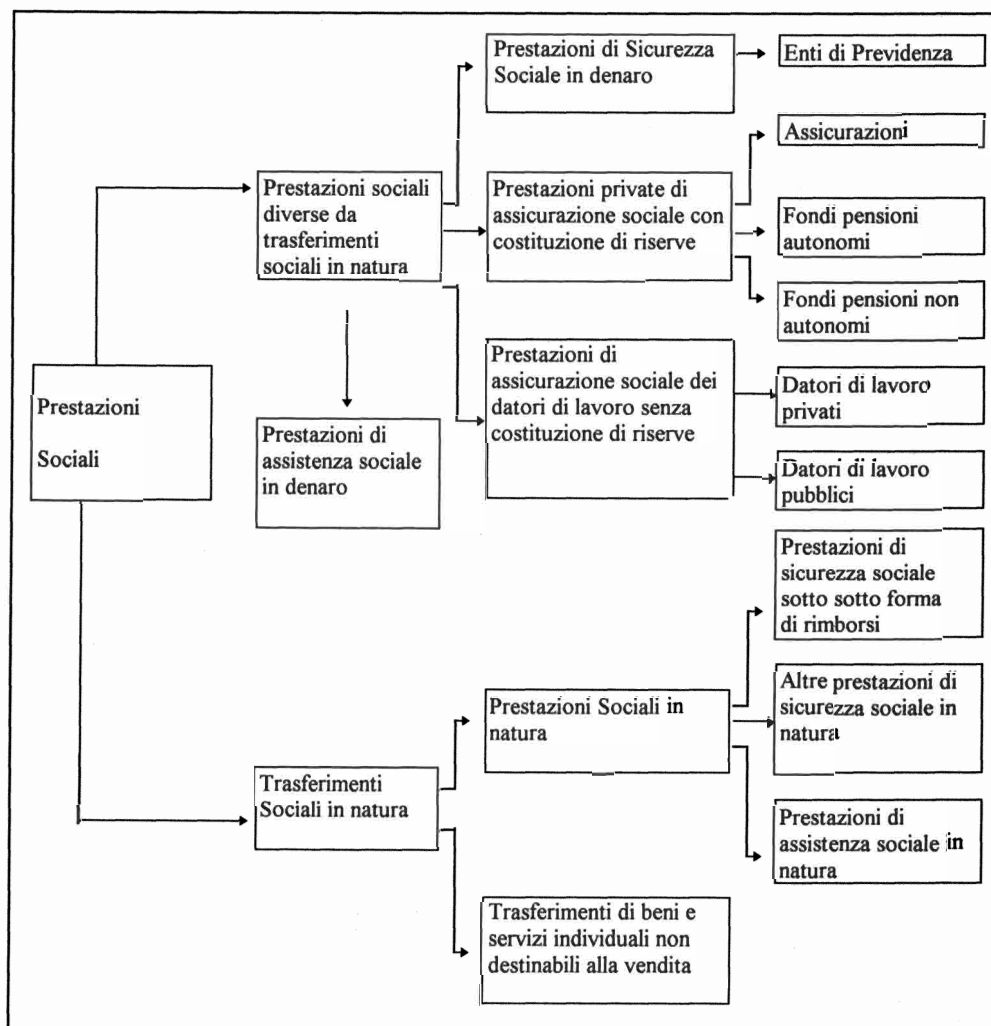 Prestazioni
Sociali
Prestazioni sociali
diverse da
trasferimenti
sociali in natura
Prestazioni di
assistenza sociale
in denaro
Prestazioni di Sicurezza
Sociale in denaro
Enti di Previdenza
Prestazioni private di
assicurazione sociale con
costituzione di riserve
Assicurazioni
Fondi pensioni
autonomi
Fondi pensioni non
autonomi
Prestazioni di
assicurazione sociale dei
datori di lavoro senza
costituzione di riserve
Datori di lavoro
privati
Datori di lavoro
pubblici
Trasferimenti
Sociali in natura
Prestazioni Sociali in
natura
Prestazioni di
sicurezza sociale
sotto sotto forma
di rimborsi
Altre prestazioni di
sicurezza sociale in
natura
Prestazioni di
assistenza sociale in
natura
Trasferimenti di beni e
servizi individuali non
destinabili alla vendita